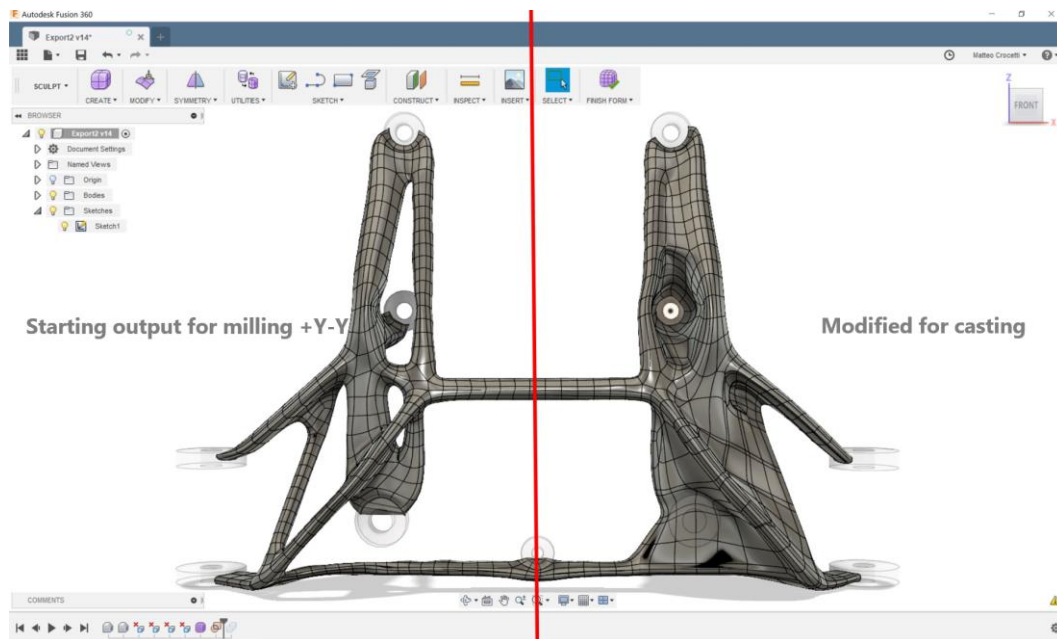 Autodesk Fusion 360
Export2 v14*
Matteo Crocetti
SCULPT
CREATE
MODIFY
SYMMETRY
UTILITIES
SKETCH
CONSTRUCT
INSPECT
INSERT
SELECT
FINISH FORM
BROWSER
Export2 v14
Document Settings
Named Views
Origin
Bodies
Sketches
Sketch1
Z
FRONT
X
Starting output for milling +Y-Y
Modified for casting
COMMENTS